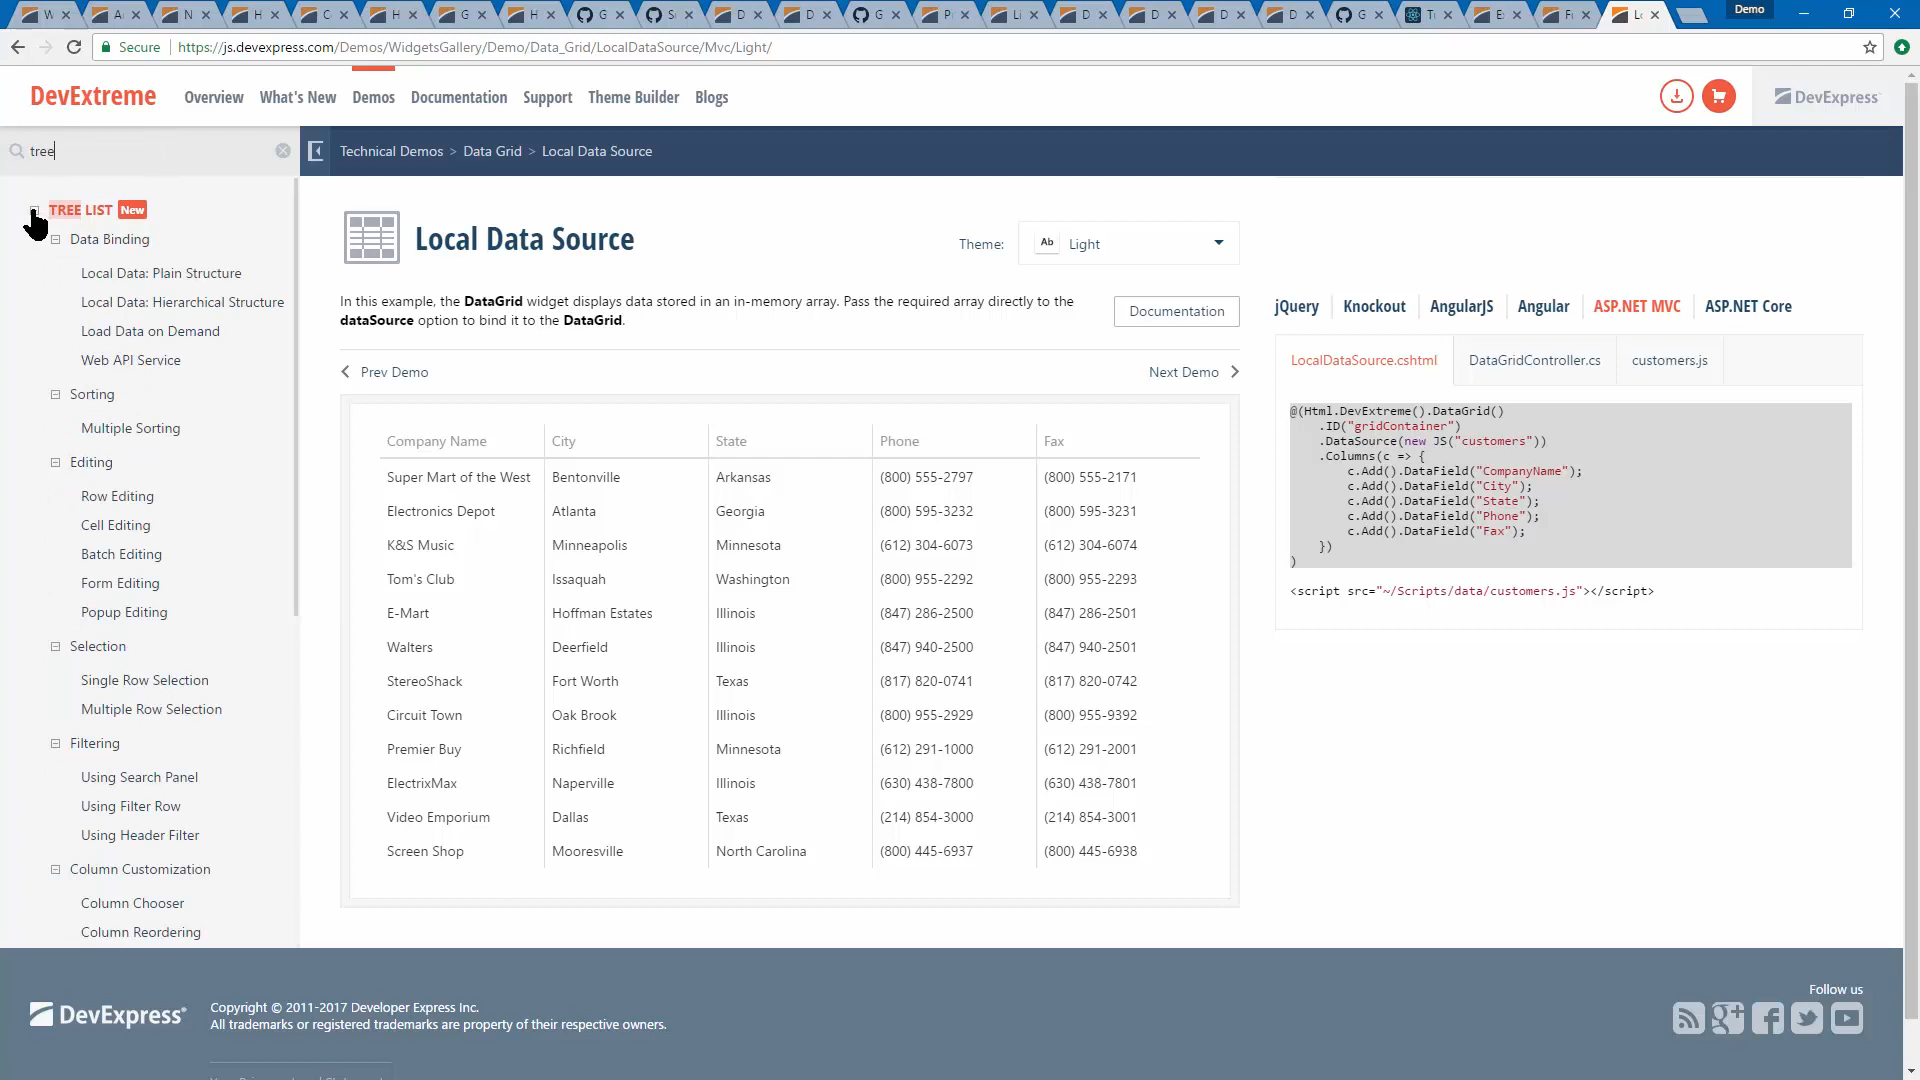 Demo
Secure
https://js.devexpress.com/Demos/WidgetsGallery/Demo/Data_Grid/LocalDataSource/Mvc/Light/
DevExtreme
Overview
What's New
Demos
Documentation
Support
Theme Builder
Blogs
DevExpress
tree
Technical Demos > Data Grid > Local Data Source
TREE LIST New
Data Binding
Local Data: Plain Structure
Local Data: Hierarchical Structure
Load Data on Demand
Web API Service
Sorting
Multiple Sorting
Editing
Row Editing
Cell Editing
Batch Editing
Form Editing
Popup Editing
Selection
Single Row Selection
Multiple Row Selection
Filtering
Using Search Panel
Using Filter Row
Using Header Filter
Column Customization
Column Chooser
Column Reordering
Local Data Source
Theme:
Ab Light
In this example, the DataGrid widget displays data stored in an in-memory array. Pass the required array directly to the
dataSource option to bind it to the DataGrid.
Documentation
Prev Demo
Next Demo
Company Name City State Phone Fax
Super Mart of the West Bentonville Arkansas (800) 555-2797 (800) 555-2171
Electronics Depot Atlanta Georgia (800) 595-3232 (800) 595-3231
K&S Music Minneapolis Minnesota (612) 304-6073 (612) 304-6074
Tom's Club Issaquah Washington (800) 955-2292 (800) 955-2293
E-Mart Hoffman Estates Illinois (847) 286-2500 (847) 286-2501
Walters Deerfield Illinois (847) 940-2500 (847) 940-2501
StereoShack Fort Worth Texas (817) 820-0741 (817) 820-0742
Circuit Town Oak Brook Illinois (800) 955-2929 (800) 955-9392
Premier Buy Richfield Minnesota (612) 291-1000 (612) 291-2001
ElectrixMax Naperville Illinois (630) 438-7800 (630) 438-7801
Video Emporium Dallas Texas (214) 854-3000 (214) 854-3001
Screen Shop Mooresville North Carolina (800) 445-6937 (800) 445-6938
jQuery
Knockout
AngularJS
Angular
ASP.NET MVC
ASP.NET Core
LocalDataSource.cshtml
DataGridController.cs
customers.js
@(Html.DevExtreme().DataGrid()
.ID("gridContainer")
.DataSource(new JS("customers"))
.Columns(c => {
c.Add().DataField("CompanyName");
c.Add().DataField("City");
c.Add().DataField("State");
c.Add().DataField("Phone");
c.Add().DataField("Fax");
})
)
<script src="~/Scripts/data/customers.js"></script>
DevExpress
Copyright © 2011-2017 Developer Express Inc.
All trademarks or registered trademarks are property of their respective owners.
Follow us